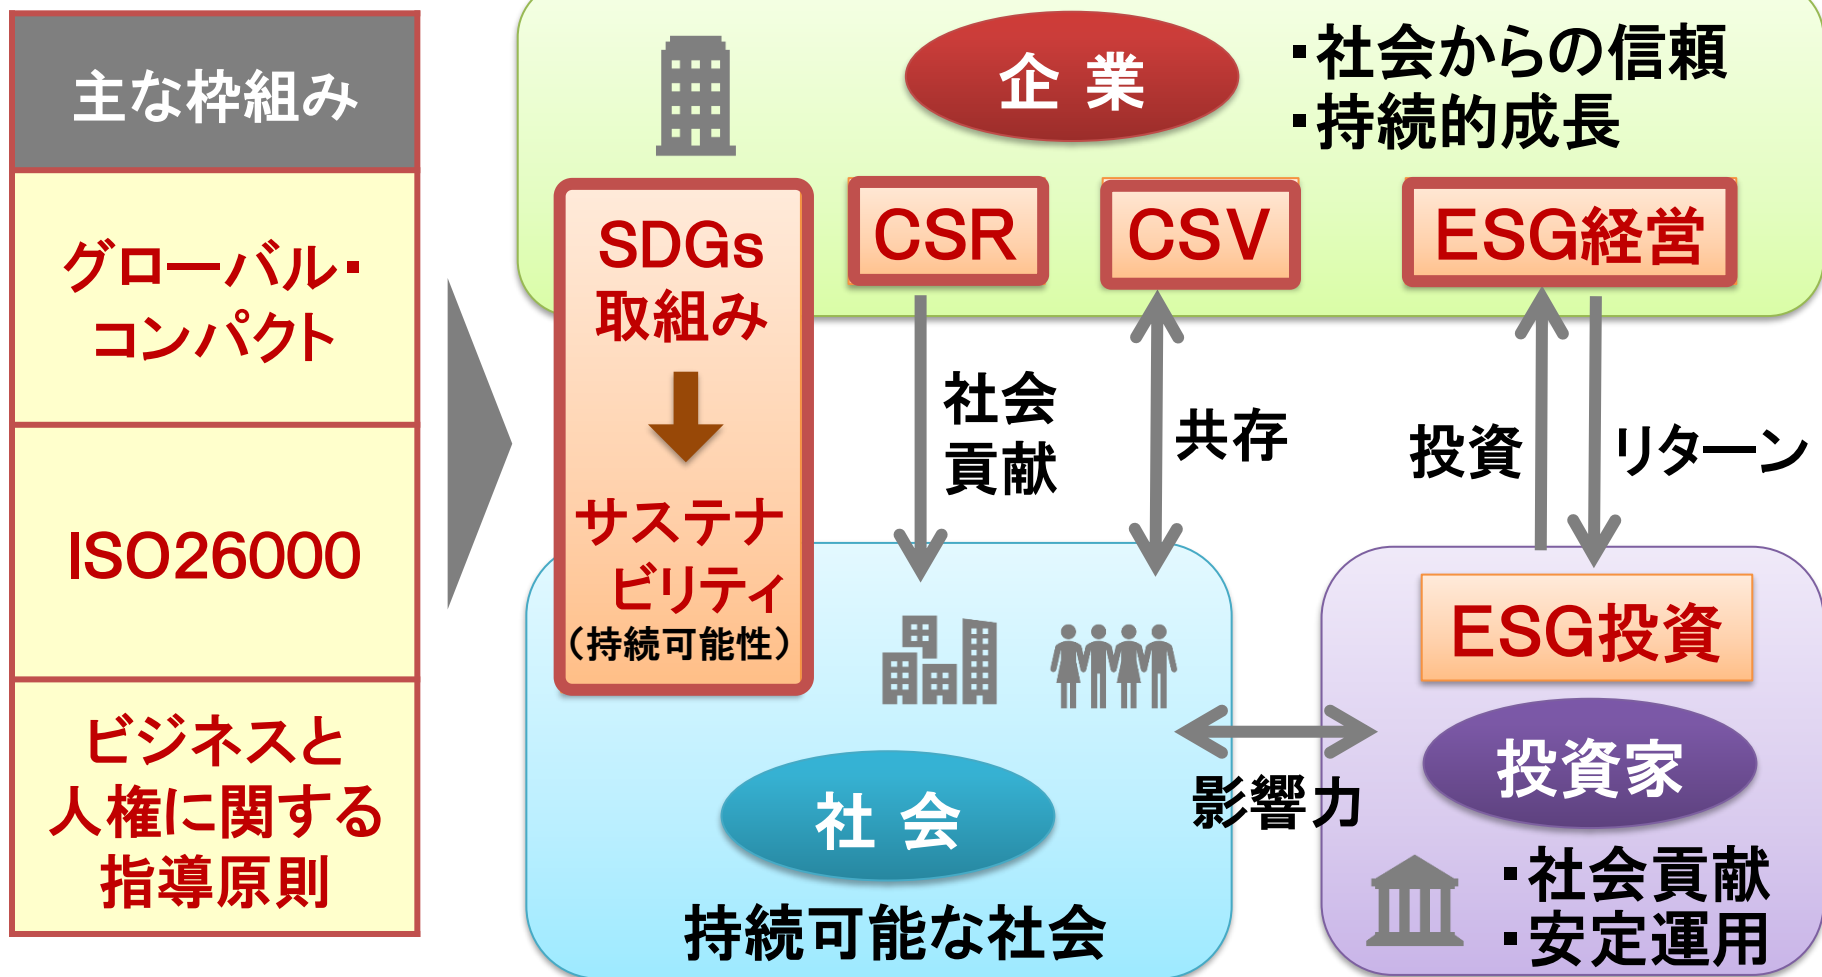 主な枠組み
グローバル・
コンパクト
ISO26000
ビジネスと
人権に関する
指導原則
企 業
・社会からの信頼
・持続的成長
SDGs
取組み
サステナ
ビリティ
（持続可能性）
CSR
CSV
ESG経営
社会
貢献
共存
投資
リターン
社 会
持続可能な社会
影響力
ESG投資
投資家
・社会貢献
・安定運用